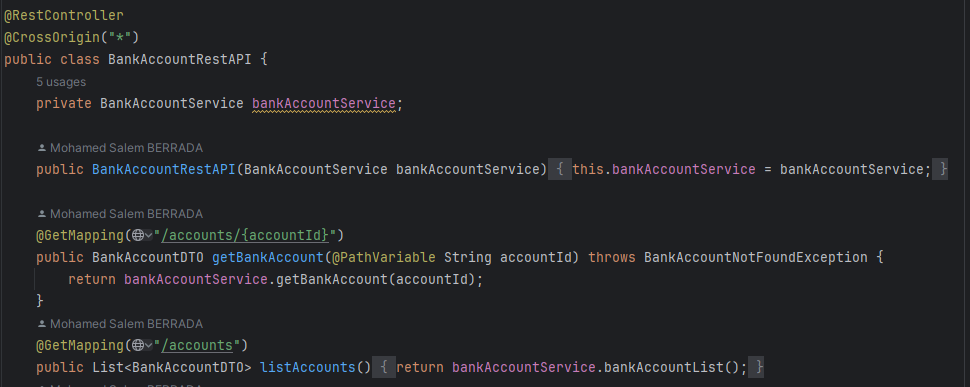 @RestController
@CrossOrigin("*")
public class BankAccountRestAPI {
5 usages
private BankAccountService bankAccountService;
Mohamed Salem BERRADA
public BankAccountRestAPI(BankAccountService bankAccountService) { this.bankAccountService = bankAccountService; }
Mohamed Salem BERRADA
@GetMapping("/accounts/{accountId}")
public BankAccountDTO getBankAccount(@PathVariable String accountId) throws BankAccountNotFoundException {
return bankAccountService.getBankAccount(accountId);
}
Mohamed Salem BERRADA
@GetMapping("/accounts")
public List<BankAccountDTO> listAccounts() { return bankAccountService.bankAccountList(); }